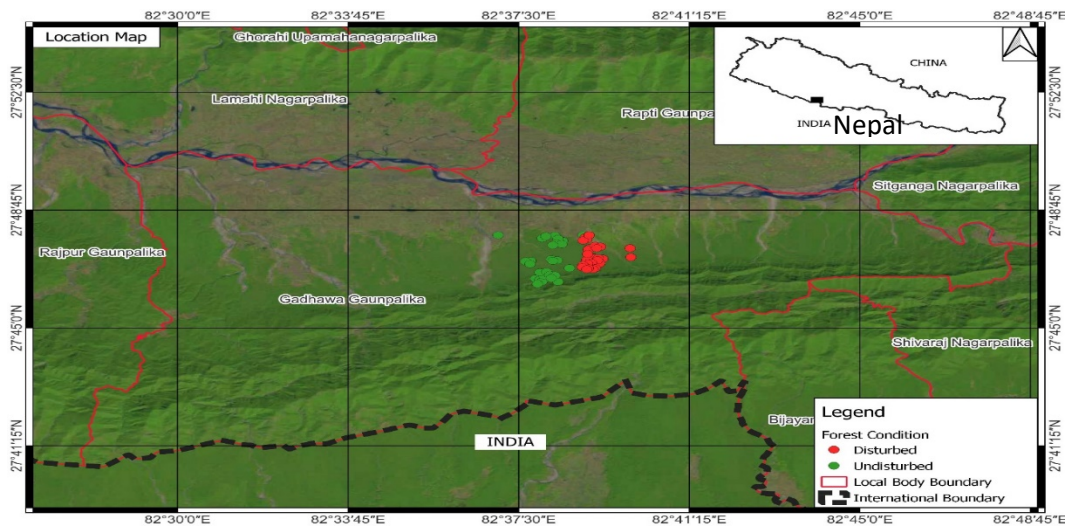 82°30'0"E 82°33'45"E 82°37'30"E 82°41'15"E 82°45'0"E 82°48'45"E
Location Map
Ghorahi Upamahanagarpalika
CHINA
27°52'30"N 27°52'30"N
Lamahi Nagarpalika
Rapti Gaunp
INDIA
Nepal
Sitganga Nagarpalika
27°48'45"N 27°48'45"N
Rajpur Gaunpalika
Gadhawa Gaunpalika
27°45'0"N 27°45'0"N
Shivaraj Nagarpalika
Bijaya
Legend
Forest Condition
Disturbed
Undisturbed
Local Body Boundary
International Boundary
INDIA
27°41'15"N 27°41'15"N
82°30'0"E 82°33'45"E 82°37'30"E 82°41'15"E 82°45'0"E 82°48'45"E